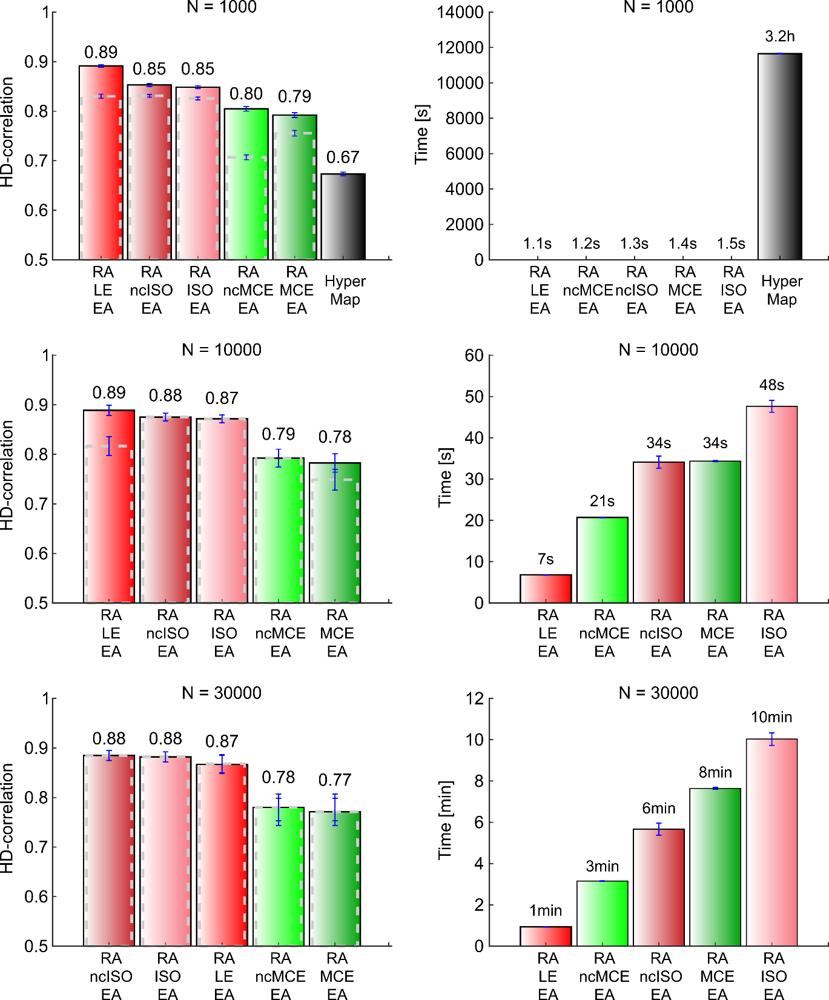 N = 1000
HD-correlation
1
0.9
0.8
0.7
0.6
0.5
0.89
0.85
0.85
0.80
0.79
0.67
RA RA RA RA RA
LE ncISO ISO ncMCE MCE Hyper
EA EA EA EA EA Map
N = 1000
Time [s]
14000
12000
10000
8000
6000
4000
2000
0
1.1s 1.2s 1.3s 1.4s 1.5s
3.2h
RA RA RA RA RA
LE ncMCE ncISO MCE ISO Hyper
EA EA EA EA EA Map
N = 10000
HD-correlation
1
0.9
0.8
0.7
0.6
0.5
0.89
0.88
0.87
0.79
0.78
RA RA RA RA RA
LE ncISO ISO ncMCE MCE
EA EA EA EA EA
N = 10000
Time [s]
60
50
40
30
20
10
0
7s
21s
34s
34s
48s
RA RA RA RA RA
LE ncMCE ncISO MCE ISO
EA EA EA EA EA
N = 30000
HD-correlation
1
0.9
0.8
0.7
0.6
0.5
0.88
0.88
0.87
0.78
0.77
RA RA RA RA RA
ncISO ISO LE ncMCE MCE
EA EA EA EA EA
N = 30000
Time [min]
12
10
8
6
4
2
0
1min
3min
6min
8min
10min
RA RA RA RA RA
LE ncMCE ncISO MCE ISO
EA EA EA EA EA